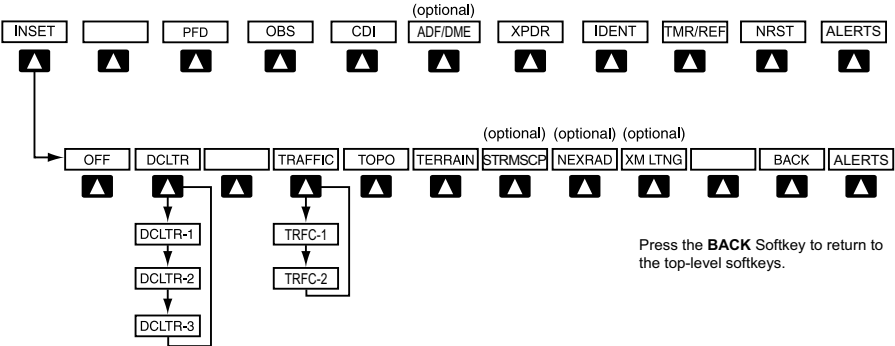 (optional)
INSET PFD OBS CDI ADF/DME XPDR IDENT TMR/REF NRST ALERTS
(optional) (optional) (optional)
OFF DCLTR TRAFFIC TOPO TERRAIN STRMSCP NEXRAD XM LTNG BACK ALERTS
DCLTR-1 TRFC-1
DCLTR-2 TRFC-2
DCLTR-3
Press the BACK Softkey to return to
the top-level softkeys.